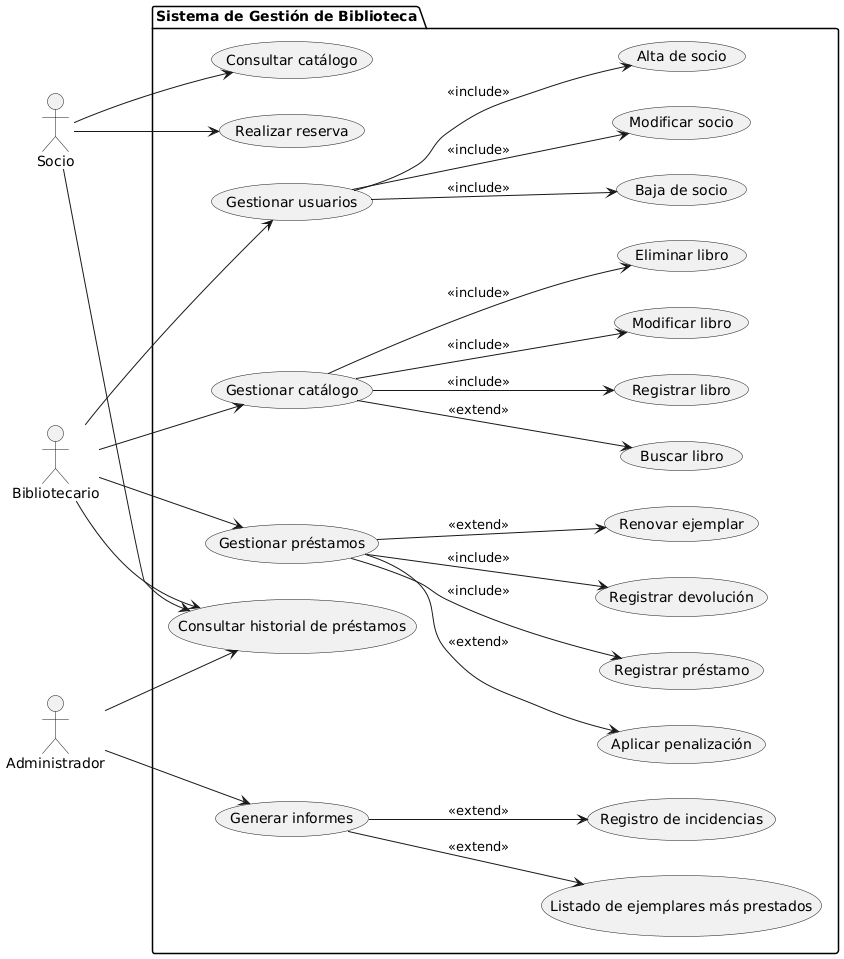 Sistema de Gestión de Biblioteca
Consultar catálogo
Alta de socio
«include»
Modificar socio
Realizar reserva
«include»
Socio
«include»
Baja de socio
Gestionar usuarios
Eliminar libro
«include»
Modificar libro
«include»
«include»
Gestionar catálogo
Registrar libro
«extend»
Buscar libro
Bibliotecario
«extend»
Renovar ejemplar
Gestionar préstamos
«include»
«include»
Registrar devolución
Consultar historial de préstamos
«extend»
Registrar préstamo
Aplicar penalización
Administrador
«extend»
Generar informes
Registro de incidencias
«extend»
Listado de ejemplares más prestados